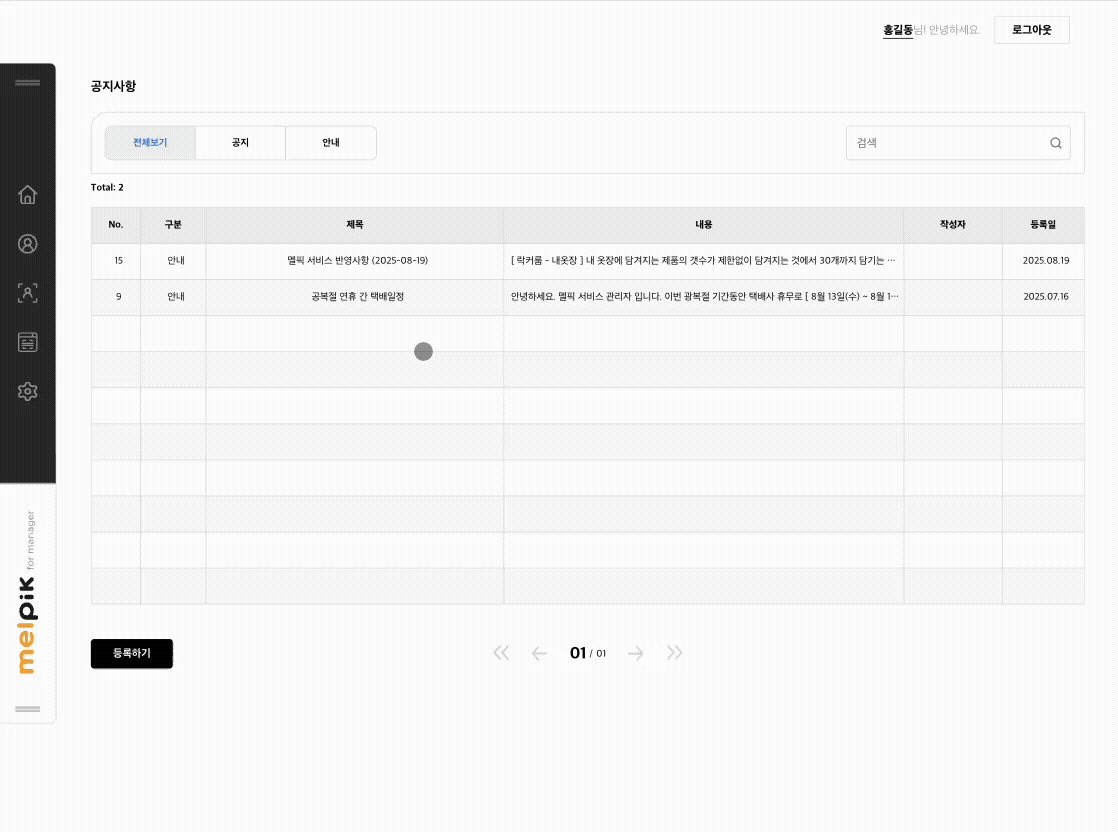 홍길동님! 안녕하세요.
로그아웃
공지사항
전체보기 공지 안내
검색
Total: 2
No. 구분 제목 내용 작성자 등록일
15 안내 멜픽 서비스 반영사항 (2025-08-19) [ 락커룸 - 내옷장 ] 내 옷장에 담겨지는 제품의 갯수가 제한없이 담겨지는 것에서 30개까지 담기는 ··· 2025.08.19
9 안내 공복절 연휴 간 택배일정 안녕하세요. 멜픽 서비스 관리자 입니다. 이번 광복절 기간동안 택배사 휴무로 [ 8월 13일(수) ~ 8월 1··· 2025.07.16
melpik for manager
등록하기
01 / 01